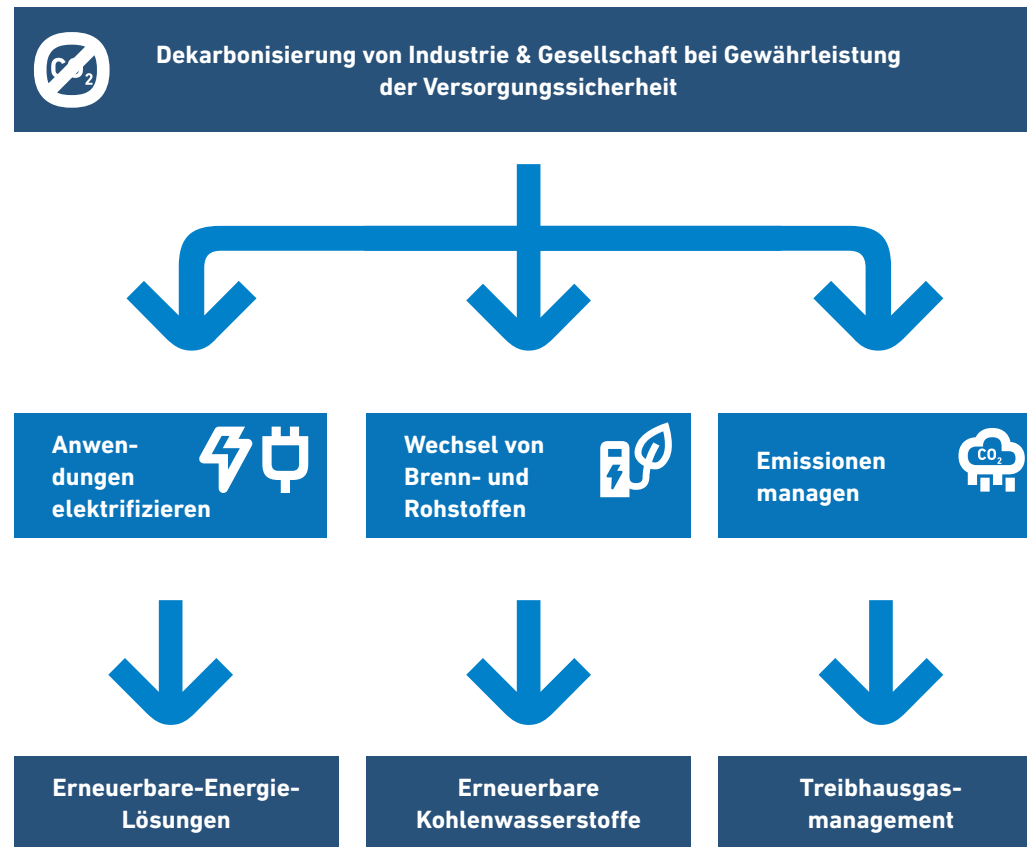 CO2
Dekarbonisierung von Industrie & Gesellschaft bei Gewährleistung
der Versorgungssicherheit
Anwen-
dungen
elektrifizieren
Wechsel von
Brenn- und
Rohstoffen
Emissionen
managen
CO2
Erneuerbare-Energie-
Lösungen
Erneuerbare
Kohlenwasserstoffe
Treibhausgas-
management